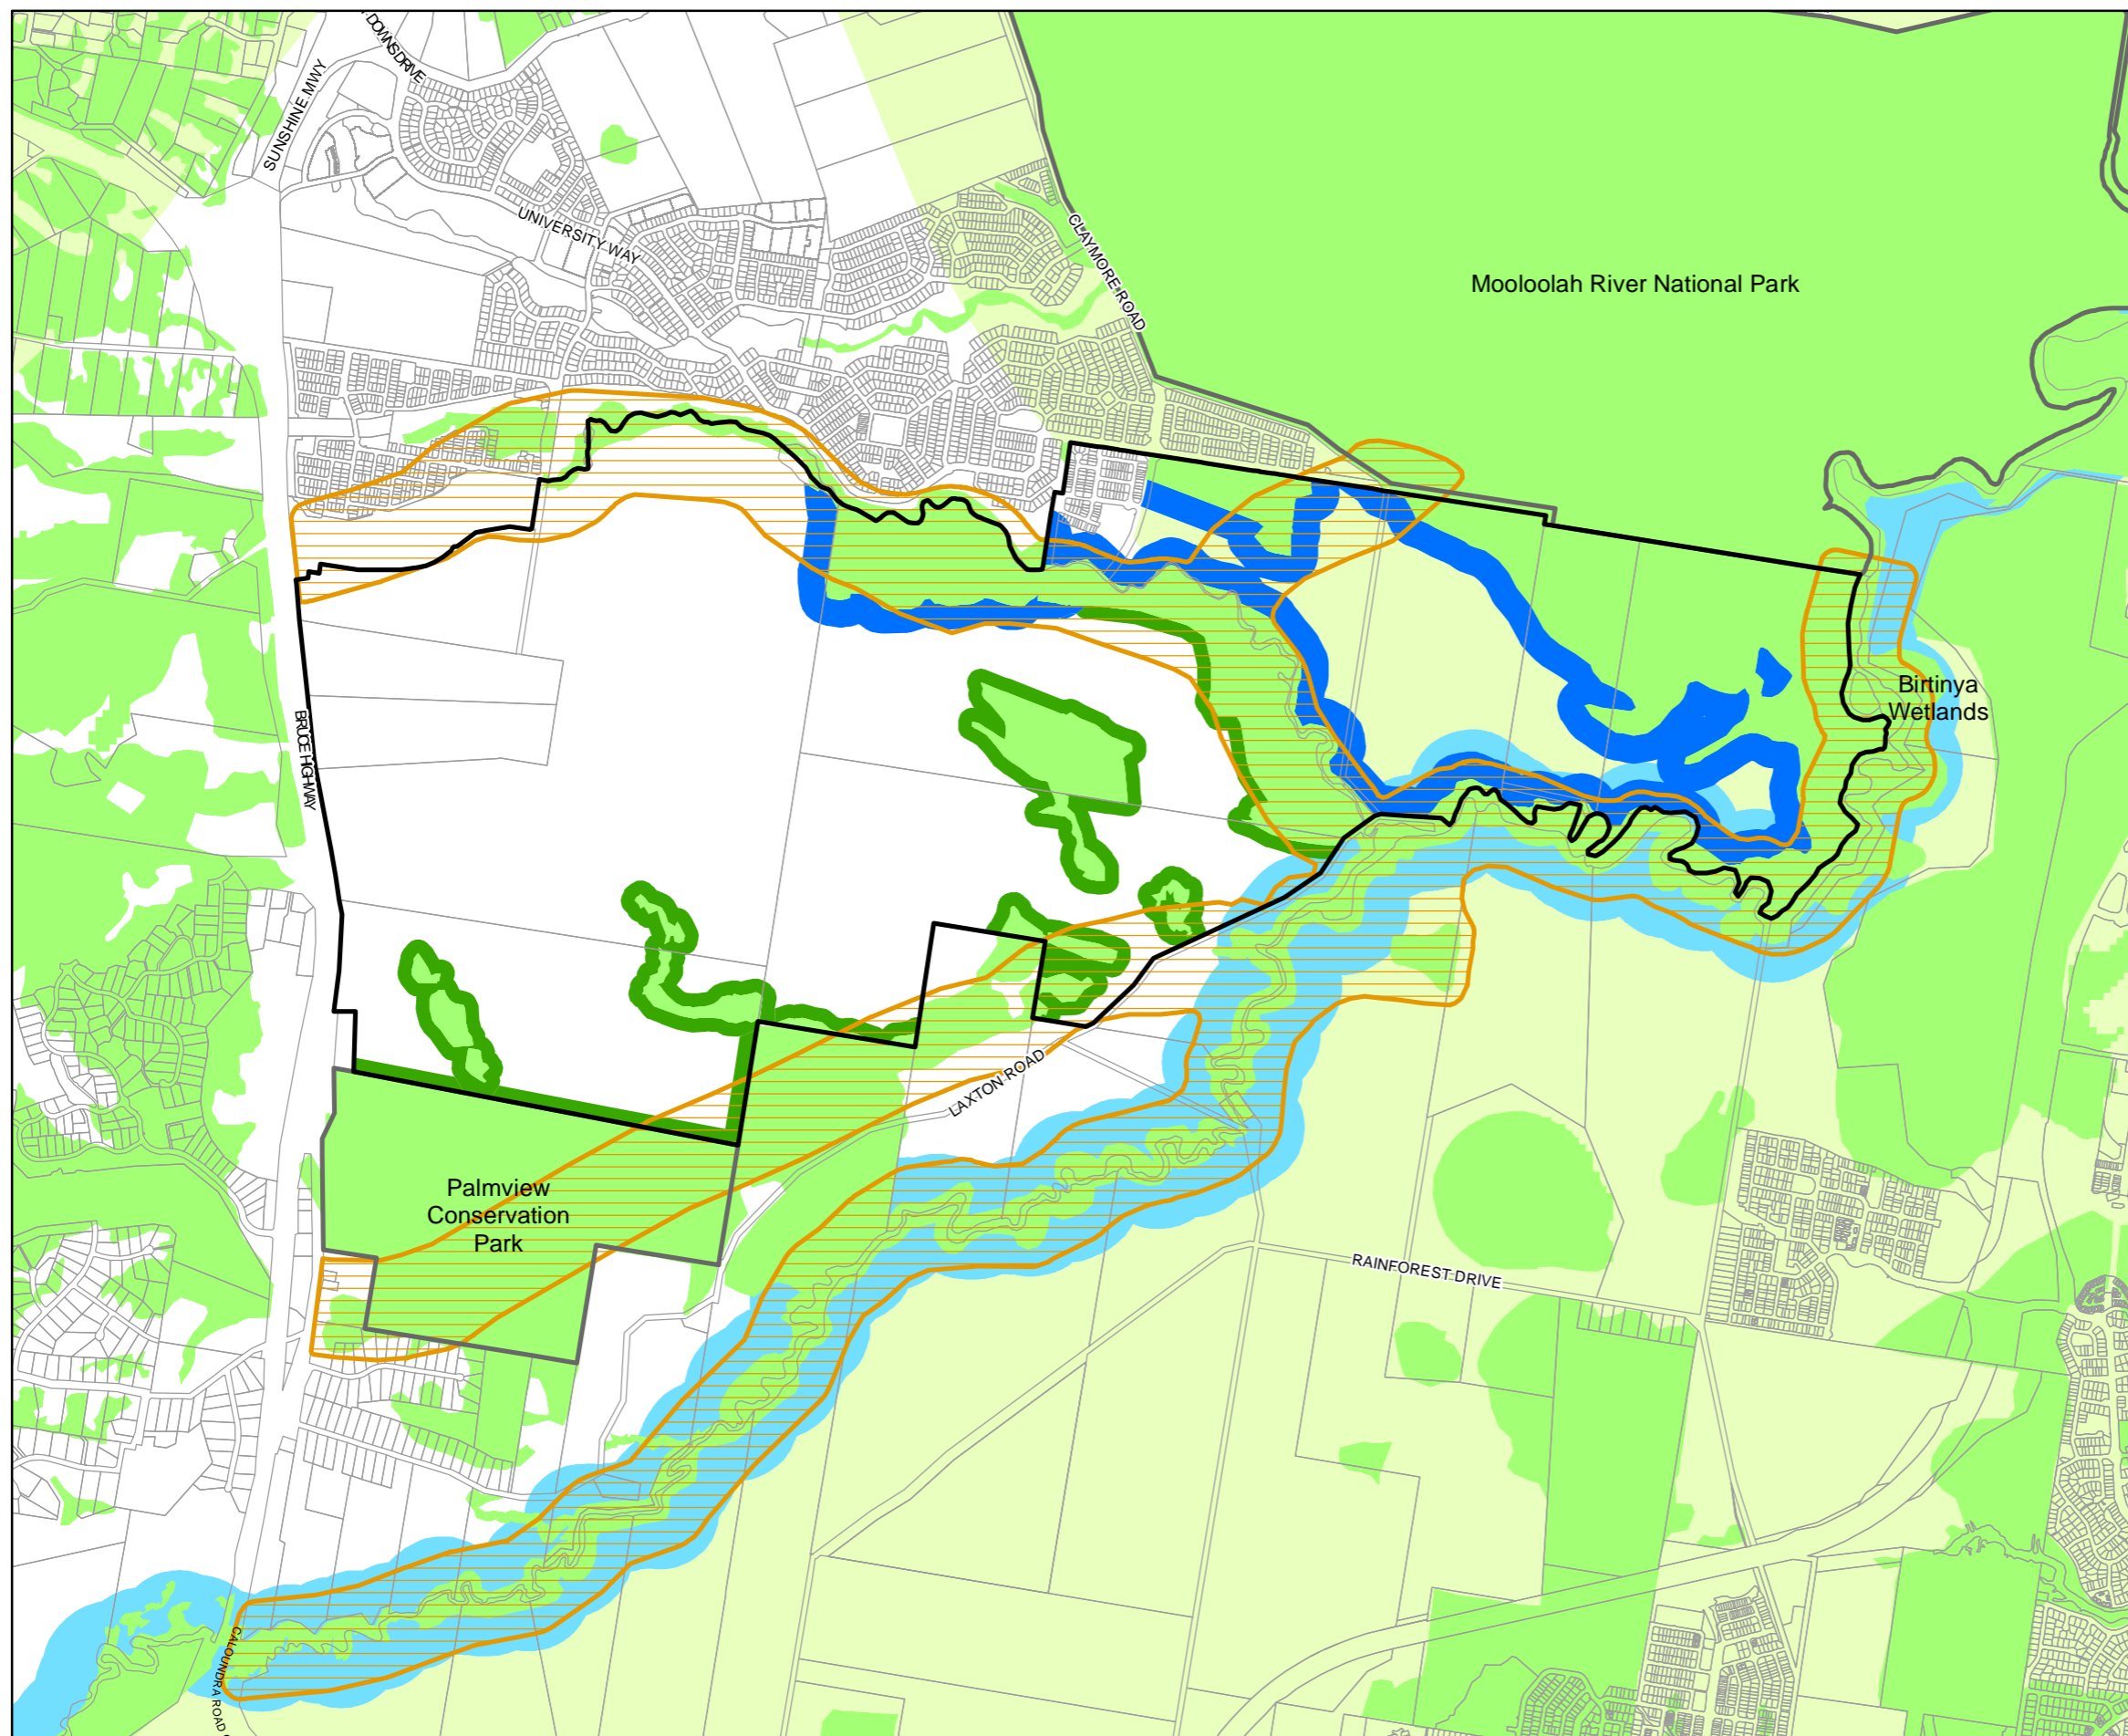 DOWNS DRIVE
SUNSHINE MWY
UNIVERSITY WAY
CLAYMORE ROAD
Mooloolah River National Park
Birtinya
Wetlands
BRUCE HIGHWAY
LAXTON ROAD
Palmview
Conservation
Park
RAINFOREST DRIVE
CALOUNDRA ROAD